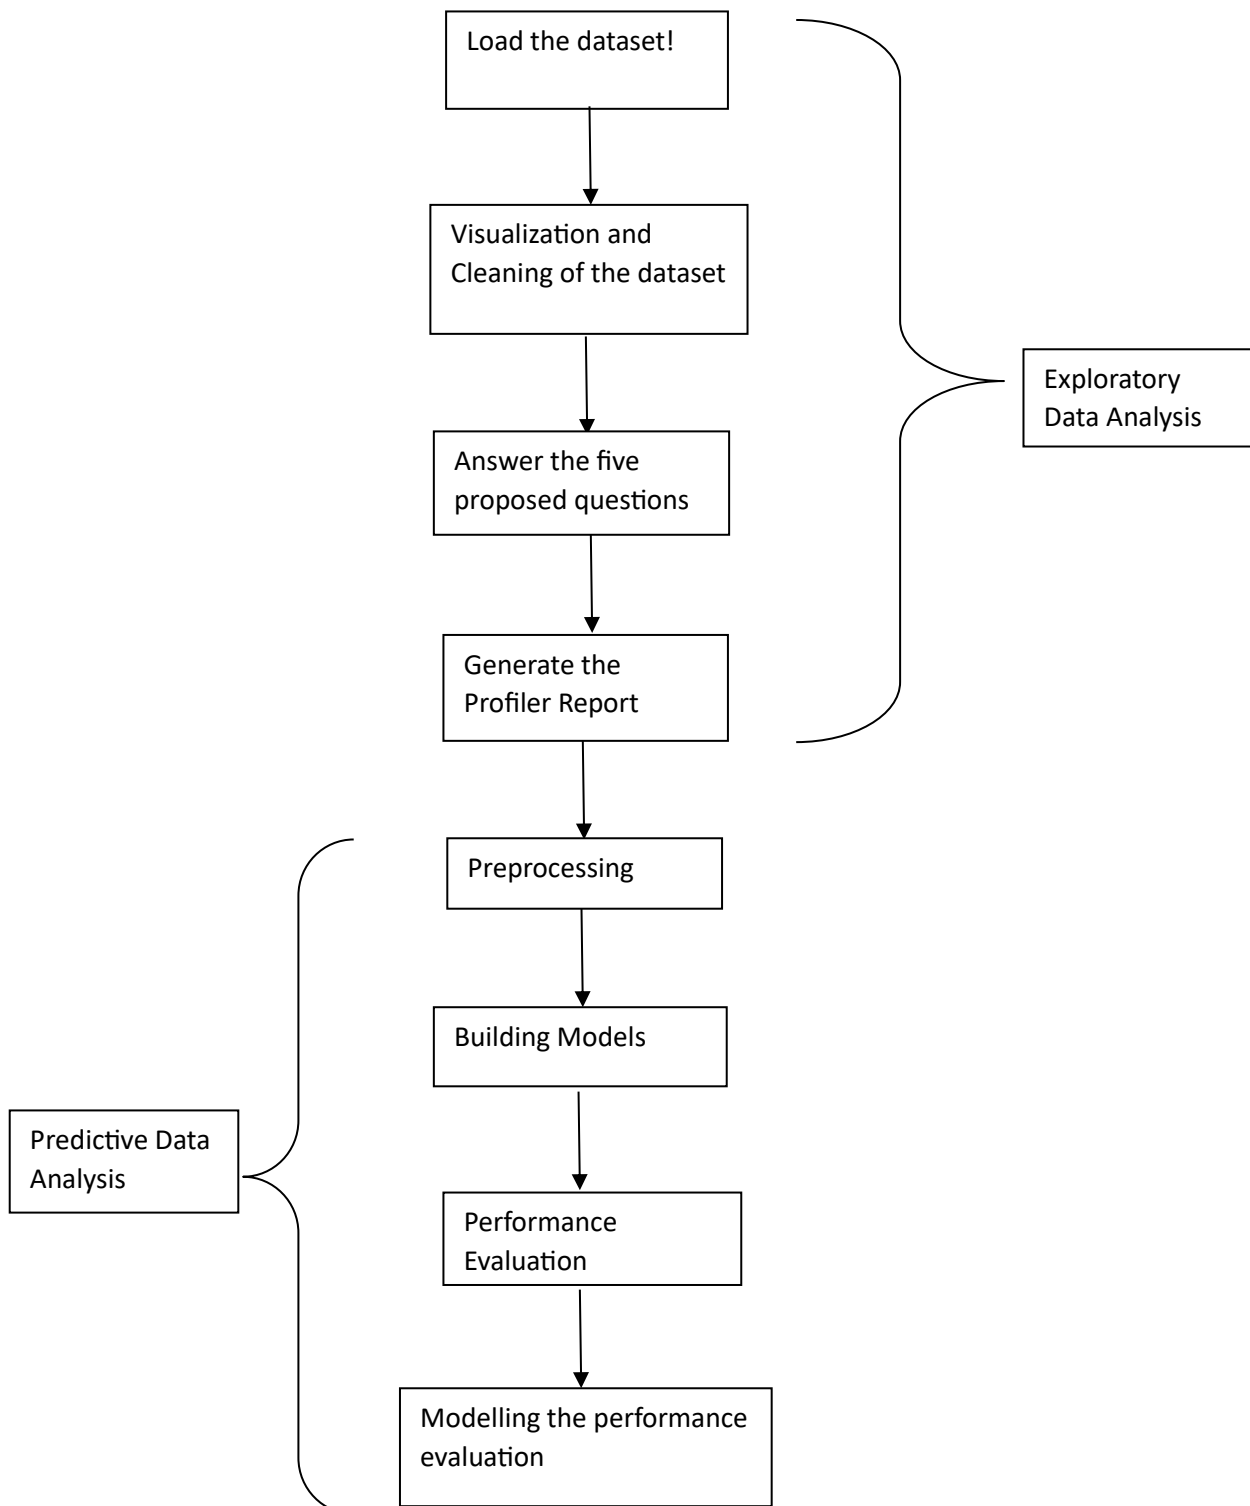 Load the dataset!
Visualization and
Cleaning of the dataset
Exploratory
Data Analysis
Answer the five
proposed questions
Generate the
Profiler Report
Preprocessing
Building Models
Predictive Data
Analysis
Performance
Evaluation
Modelling the performance
evaluation